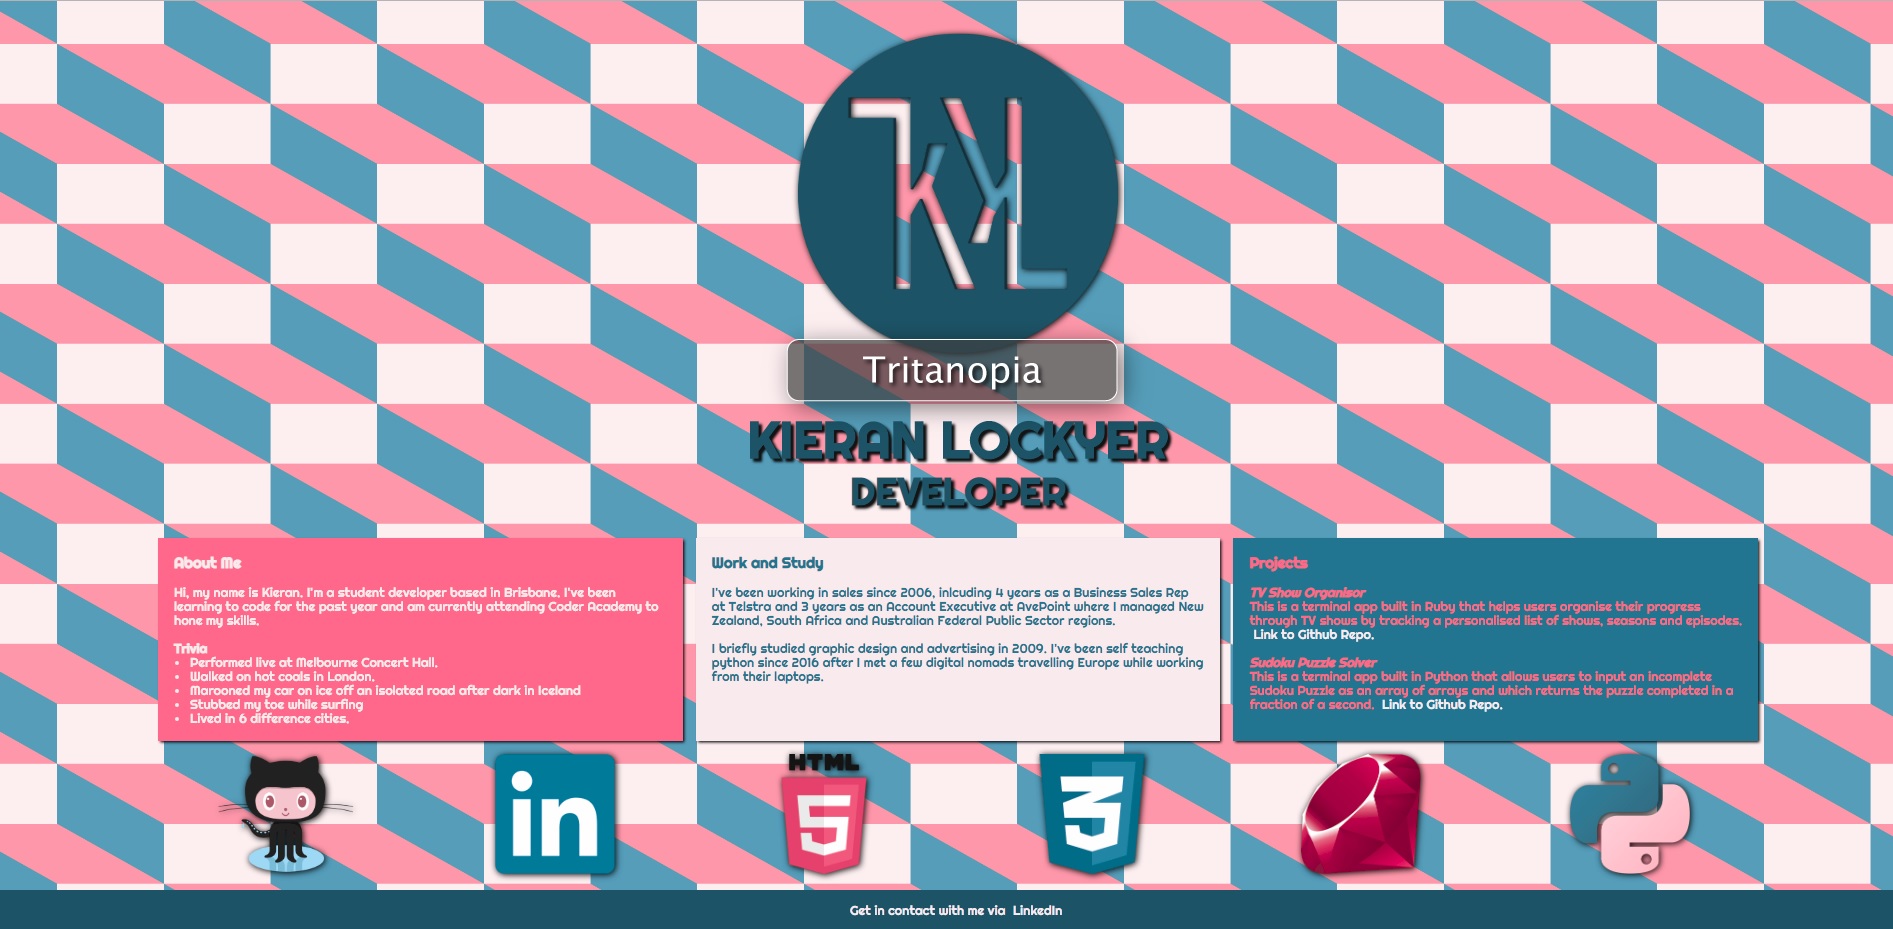 KYL
Tritanopia
KIERAN LOCKYER
DEVELOPER
About Me
Hi, my name is Kieran. I'm a student developer based in Brisbane. I've been
learning to code for the past year and am currently attending Coder Academy to
hone my skills.
Trivia
• Performed live at Melbourne Concert Hall.
• Walked on hot coals in London.
• Marooned my car on ice off an isolated road after dark in Iceland
• Stubbed my toe while surfing
• Lived in 6 difference cities.
Work and Study
I've been working in sales since 2006, inlcuding 4 years as a Business Sales Rep
at Telstra and 3 years as an Account Executive at AvePoint where I managed New
Zealand, South Africa and Australian Federal Public Sector regions.
I briefly studied graphic design and advertising in 2009. I've been self teaching
python since 2016 after I met a few digital nomads travelling Europe while working
from their laptops.
Projects
TV Show Organisor
This is a terminal app built in Ruby that helps users organise their progress
through TV shows by tracking a personalised list of shows, seasons and episodes.
Link to Github Repo.
Sudoku Puzzle Solver
This is a terminal app built in Python that allows users to input an incomplete
Sudoku Puzzle as an array of arrays and which returns the puzzle completed in a
fraction of a second. Link to Github Repo.
in
HTML
5
3
Get in contact with me via LinkedIn